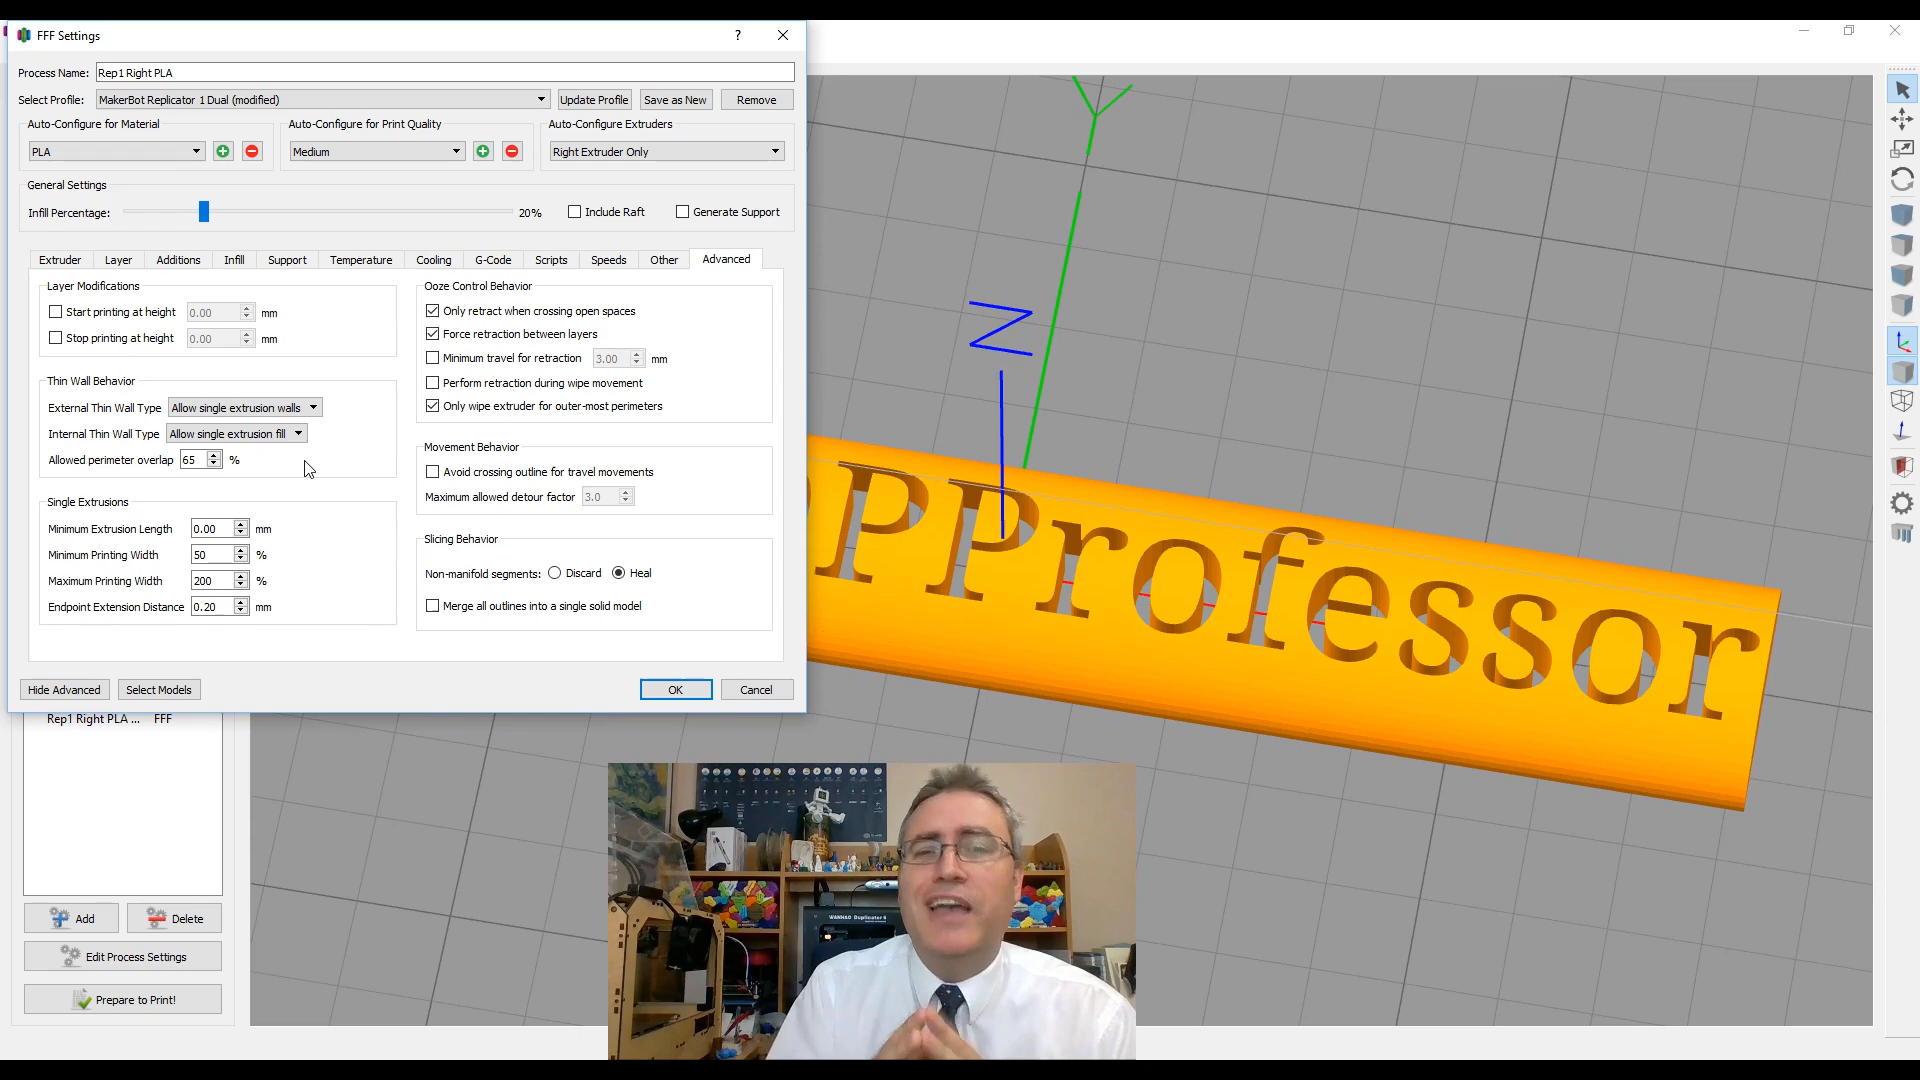 FFF Settings
?
Process Name: Rep1 Right PLA
Select Profile: MakerBot Replicator 1 Dual (modified) Update Profile Save as New Remove
Auto-Configure for Material Auto-Configure for Print Quality Auto-Configure Extruders
PLA Medium Right Extruder Only
General Settings
Infill Percentage: 20% Include Raft Generate Support
Extruder Layer Additions Infill Support Temperature Cooling G-Code Scripts Speeds Other Advanced
Layer Modifications
Start printing at height 0.00 mm
Stop printing at height 0.00 mm
Thin Wall Behavior
External Thin Wall Type Allow single extrusion walls
Internal Thin Wall Type Allow single extrusion fill
Allowed perimeter overlap 65 %
Single Extrusions
Minimum Extrusion Length 0.00 mm
Minimum Printing Width 50 %
Maximum Printing Width 200 %
Endpoint Extension Distance 0.20 mm
Ooze Control Behavior
Only retract when crossing open spaces
Force retraction between layers
Minimum travel for retraction 3.00 mm
Perform retraction during wipe movement
Only wipe extruder for outer-most perimeters
Movement Behavior
Avoid crossing outline for travel movements
Maximum allowed detour factor 3.0
Slicing Behavior
Non-manifold segments: Discard Heal
Merge all outlines into a single solid model
Hide Advanced Select Models OK Cancel
Rep1 Right PLA ... FFF
Add Delete
Edit Process Settings
Prepare to Print!
Y
Z
PProfessor
WANHAO Duplicator 6